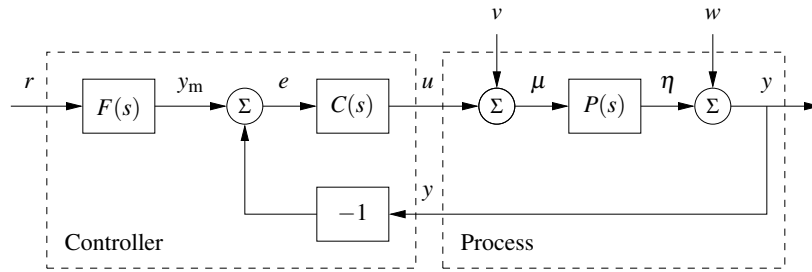 v
w
r
F(s)
y_m
Σ
e
C(s)
u
Σ
μ
P(s)
η
Σ
y
−1
y
Controller
Process